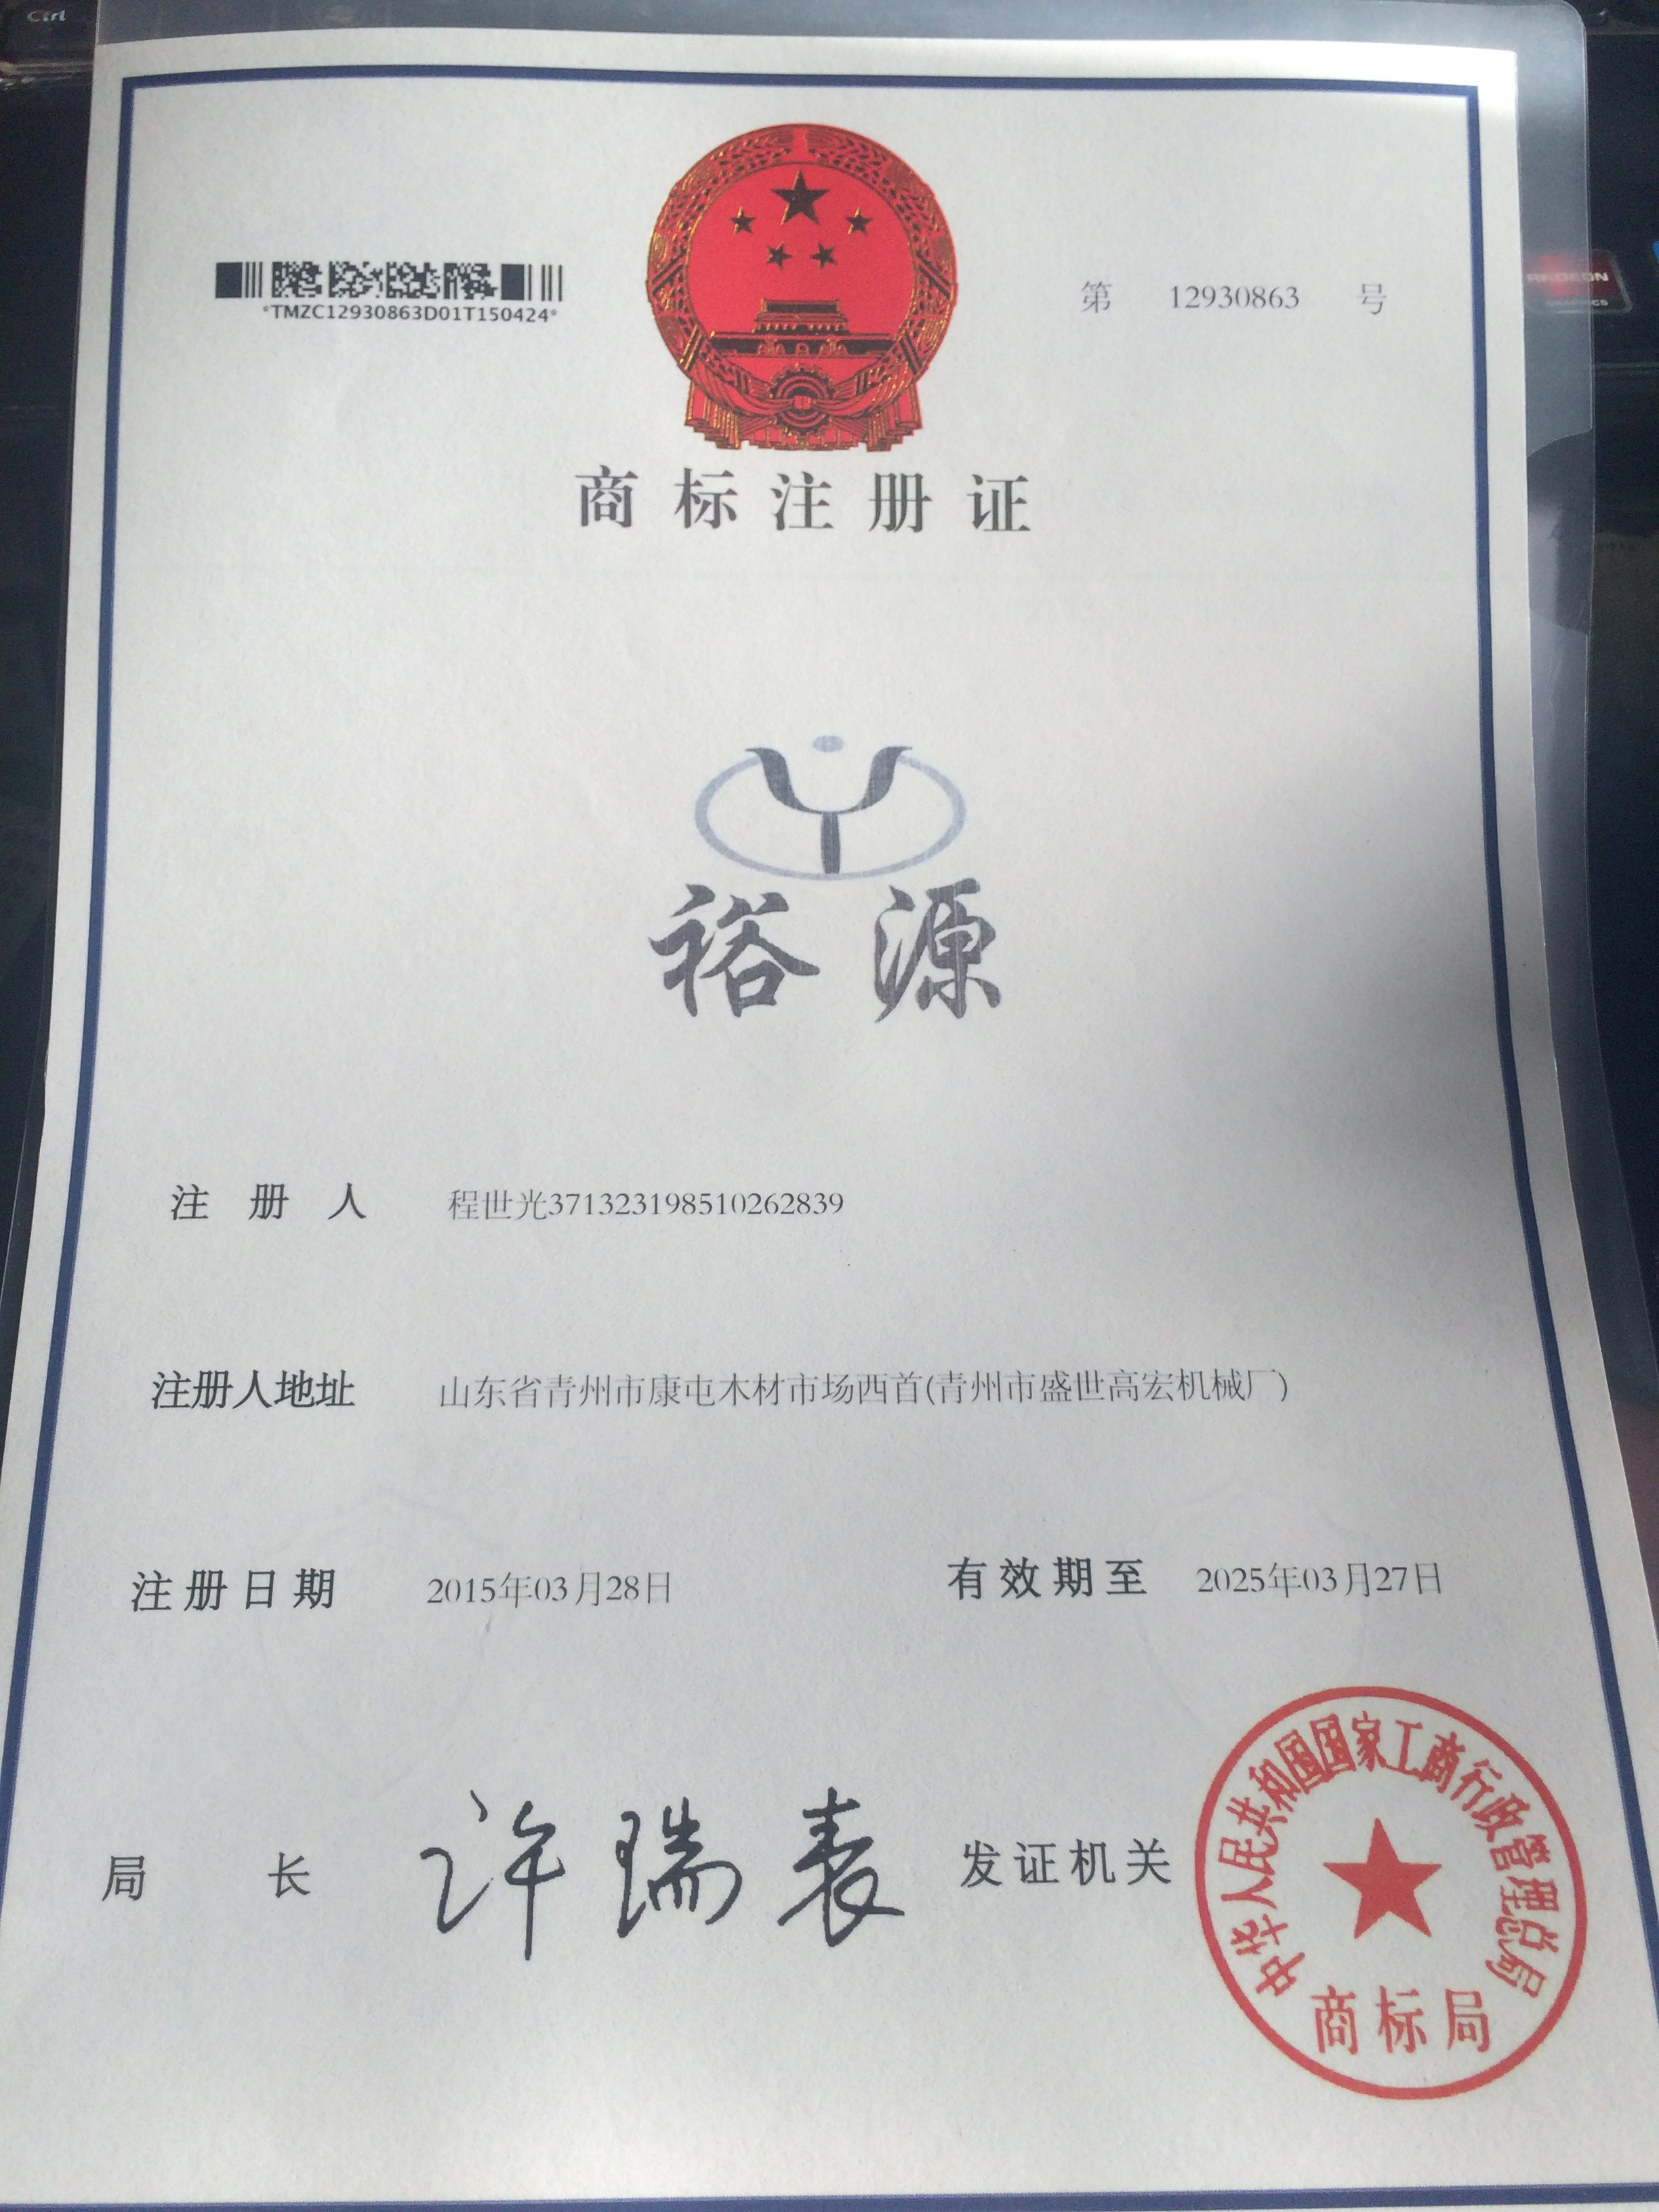 Ctrl
*TMZC12930863D01T150424*
第 12930863 号
RADEON
GRAPHICS
商标注册证
裕源
注册人 程世光371323198510262839
注册人地址 山东省青州市康屯木材市场西首(青州市盛世高宏机械厂)
注册日期 2015年03月28日 有效期至 2025年03月27日
局长 许瑞表 发证机关
中华人民共和国国家工商行政管理总局
商标局